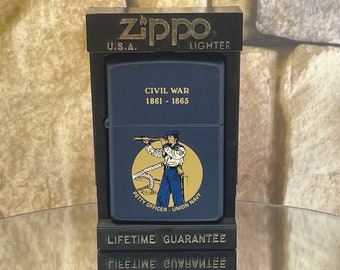 Zippo
U.S.A. LIGHTER
CIVIL WAR
1861 - 1865
PETTY OFFICER - UNION NAVY
LIFETIME GUARANTEE